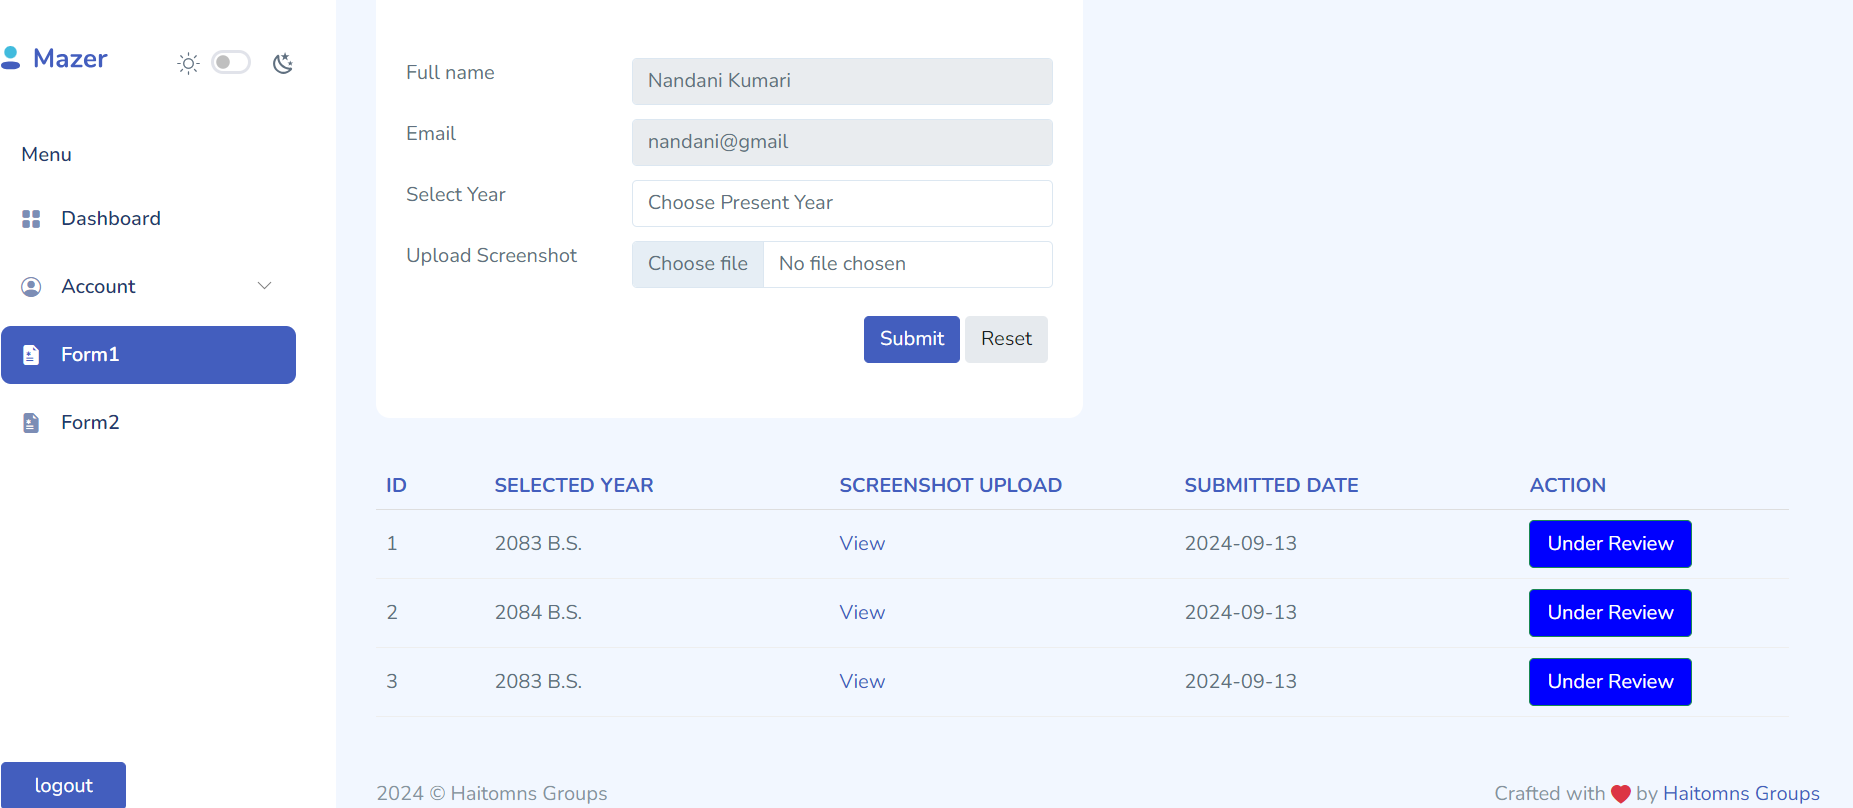 Mazer
Menu
Dashboard
Account
Form1
Form2
logout
Full name
Nandani Kumari
Email
nandani@gmail
Select Year
Choose Present Year
Upload Screenshot
Choose file No file chosen
Submit Reset
ID SELECTED YEAR SCREENSHOT UPLOAD SUBMITTED DATE ACTION
1 2083 B.S. View 2024-09-13 Under Review
2 2084 B.S. View 2024-09-13 Under Review
3 2083 B.S. View 2024-09-13 Under Review
2024 © Haitomns Groups
Crafted with ❤ by Haitomns Groups